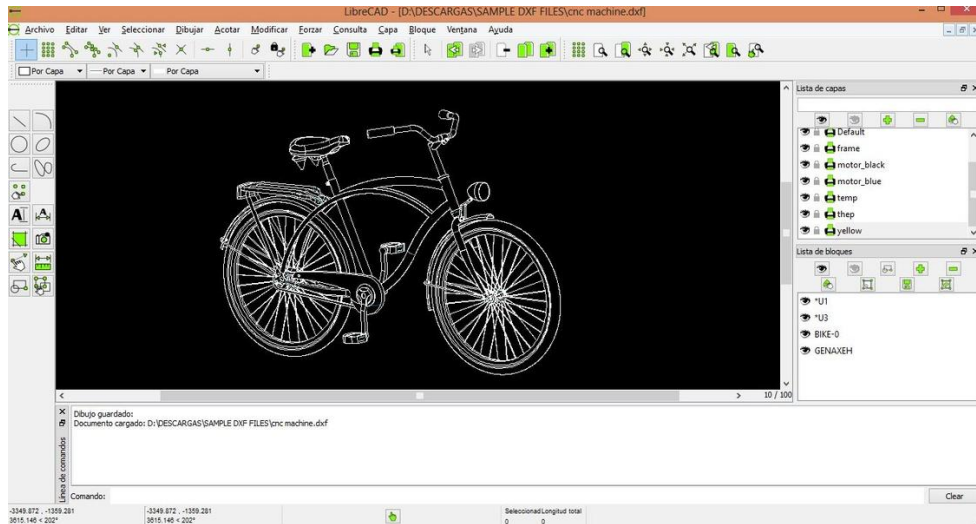 LibreCAD - [D:\DESCARGAS\SAMPLE DXF FILES\cnc machine.dxf]
Archivo Editar Ver Seleccionar Dibujar Acotar Modificar Forzar Consulta Capa Bloque Ventana Ayuda
Por Capa Por Capa Por Capa
Lista de capas
Default
frame
motor_black
motor_blue
temp
thep
yellow
Lista de bloques
*U1
*U3
BIKE-0
GENAXEH
10 / 100
Dibujo guardado:
Documento cargado: D:\DESCARGAS\SAMPLE DXF FILES\cnc machine.dxf
Línea de comandos
Comando:
Clear
-3349.872 , -1359.281 -3349.872 , -1359.281 Seleccionad Longitud total
3615.146 < 202° 3615.146 < 202° 0 0